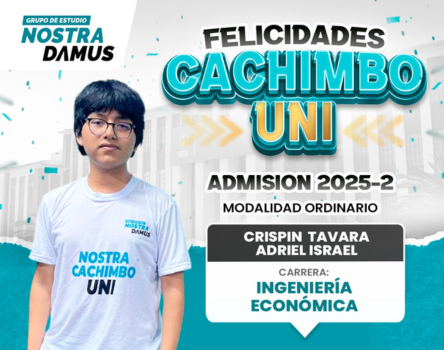 GRUPO DE ESTUDIO
NOSTRA
DAMUS
FELICIDADES
CACHIMBO
UNI
ADMISION 2025-2
MODALIDAD ORDINARIO
CRISPIN TAVARA
ADRIEL ISRAEL
CARRERA:
INGENIERÍA
ECONÓMICA
NOSTRA
DAMUS
NOSTRA
CACHIMBO
UNI